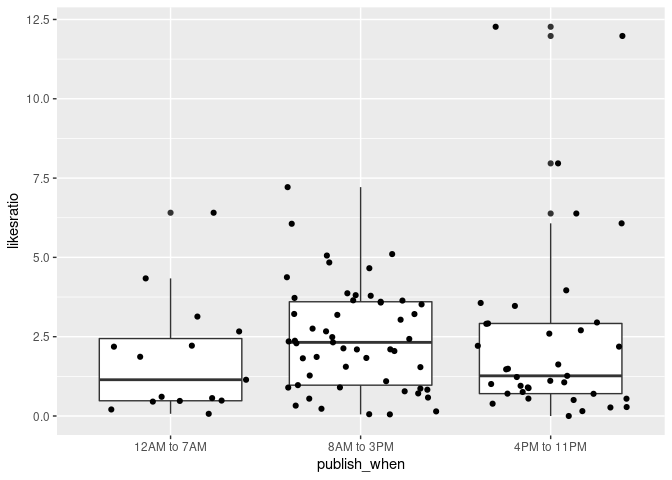 12.5
10.0
7.5
5.0
2.5
0.0
likesratio
12AM to 7AM
8AM to 3PM
4PM to 11PM
publish_when